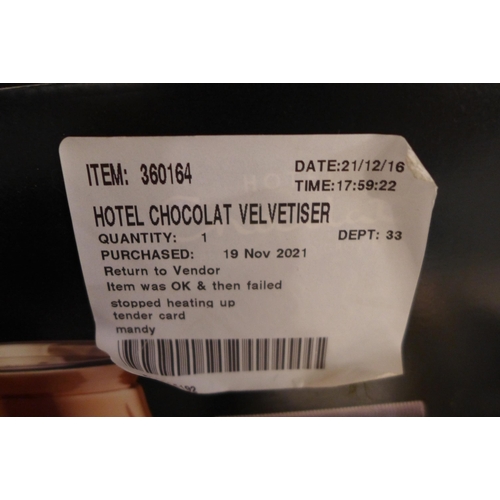 ITEM: 360164 DATE:21/12/16
TIME:17:59:22
HOTEL CHOCOLAT VELVETISER
QUANTITY: 1 DEPT: 33
PURCHASED: 19 Nov 2021
Return to Vendor
Item was OK & then failed
stopped heating up
tender card
mandy